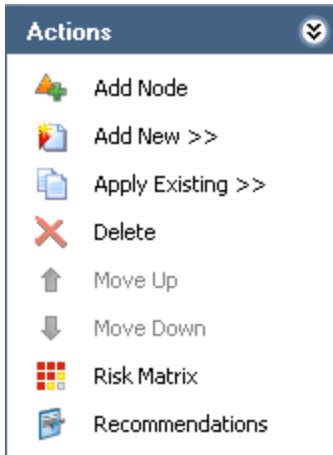 Actions
Add Node
Add New >>
Apply Existing >>
Delete
Move Up
Move Down
Risk Matrix
Recommendations